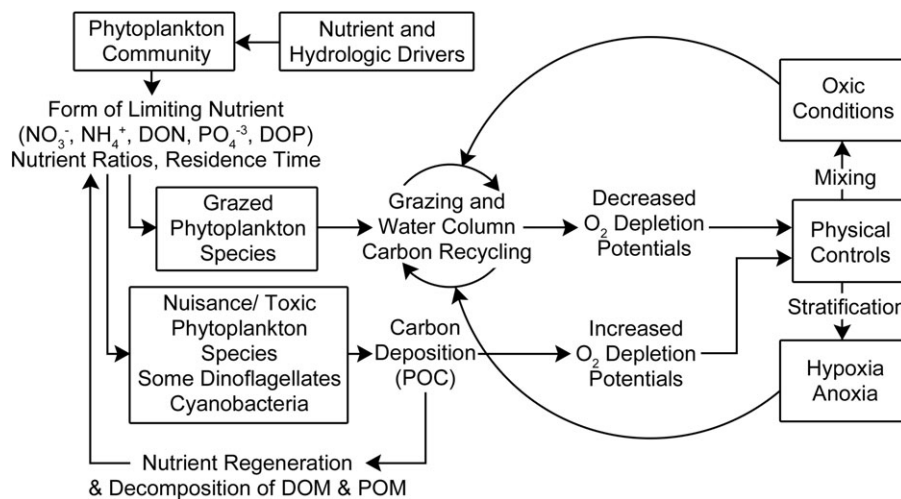 Phytoplankton
Community
Nutrient and
Hydrologic Drivers
Form of Limiting Nutrient
(NO₃⁻, NH₄⁺, DON, PO₄⁻³, DOP)
Nutrient Ratios, Residence Time
Grazed
Phytoplankton
Species
Grazing and
Water Column
Carbon Recycling
Decreased
O₂ Depletion
Potentials
Oxic
Conditions
Mixing
Physical
Controls
Stratification
Hypoxia
Anoxia
Nuisance/ Toxic
Phytoplankton
Species
Some Dinoflagellates
Cyanobacteria
Carbon
Deposition
(POC)
Increased
O₂ Depletion
Potentials
Nutrient Regeneration
& Decomposition of DOM & POM